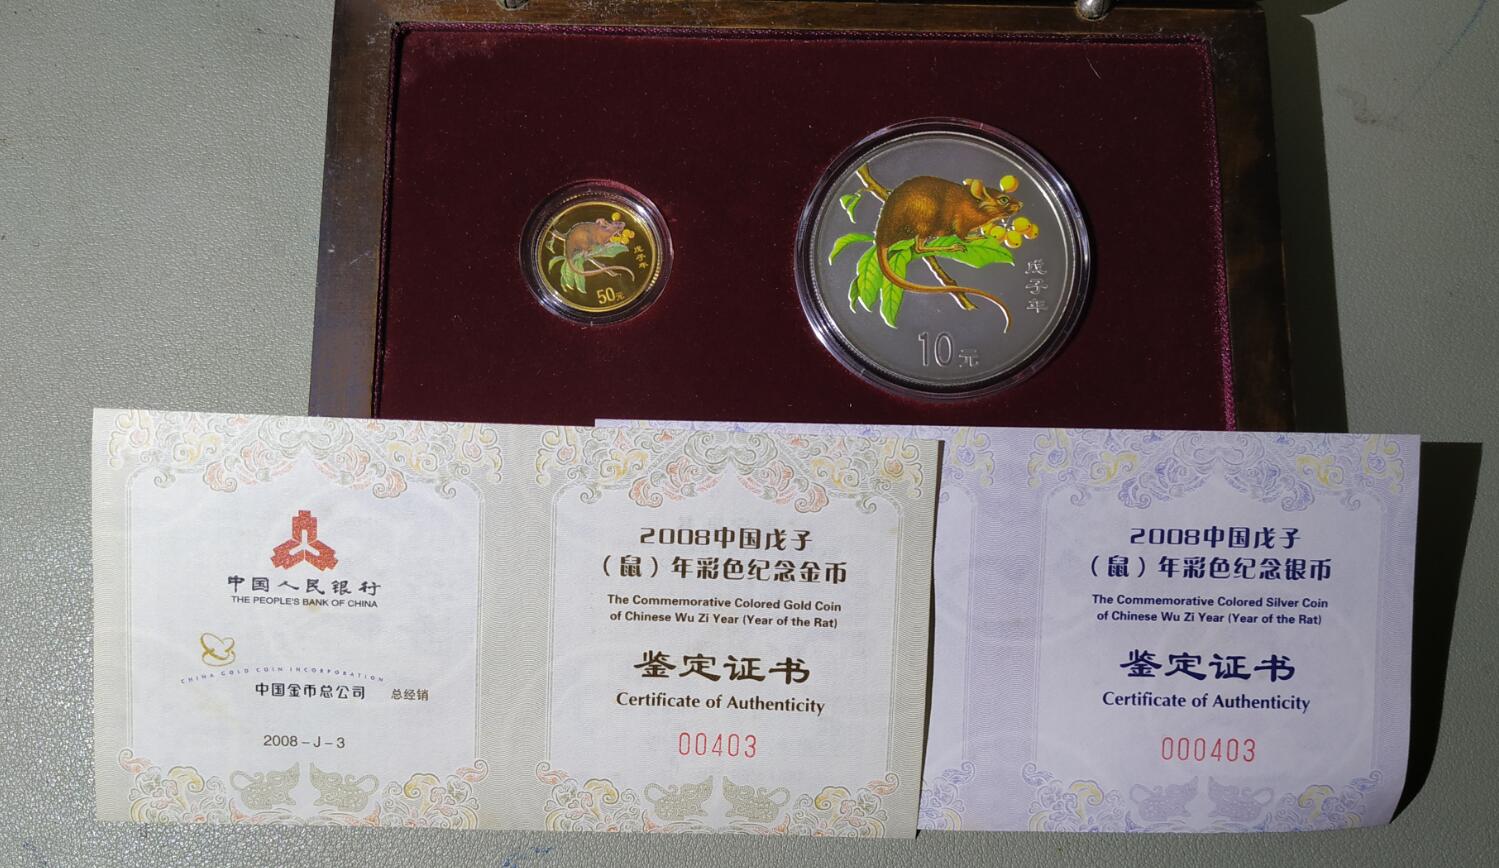 戊子年
50元
戊子年
10元
中国人民银行
THE PEOPLE'S BANK OF CHINA
CHINA GOLD COIN INCORPORATION
中国金币总公司 总经销
2008-J-3
2008中国戊子
（鼠）年彩色纪念金币
The Commemorative Colored Gold Coin
of Chinese Wu Zi Year (Year of the Rat)
鉴定证书
Certificate of Authenticity
00403
2008中国戊子
（鼠）年彩色纪念银币
The Commemorative Colored Silver Coin
of Chinese Wu Zi Year (Year of the Rat)
鉴定证书
Certificate of Authenticity
000403